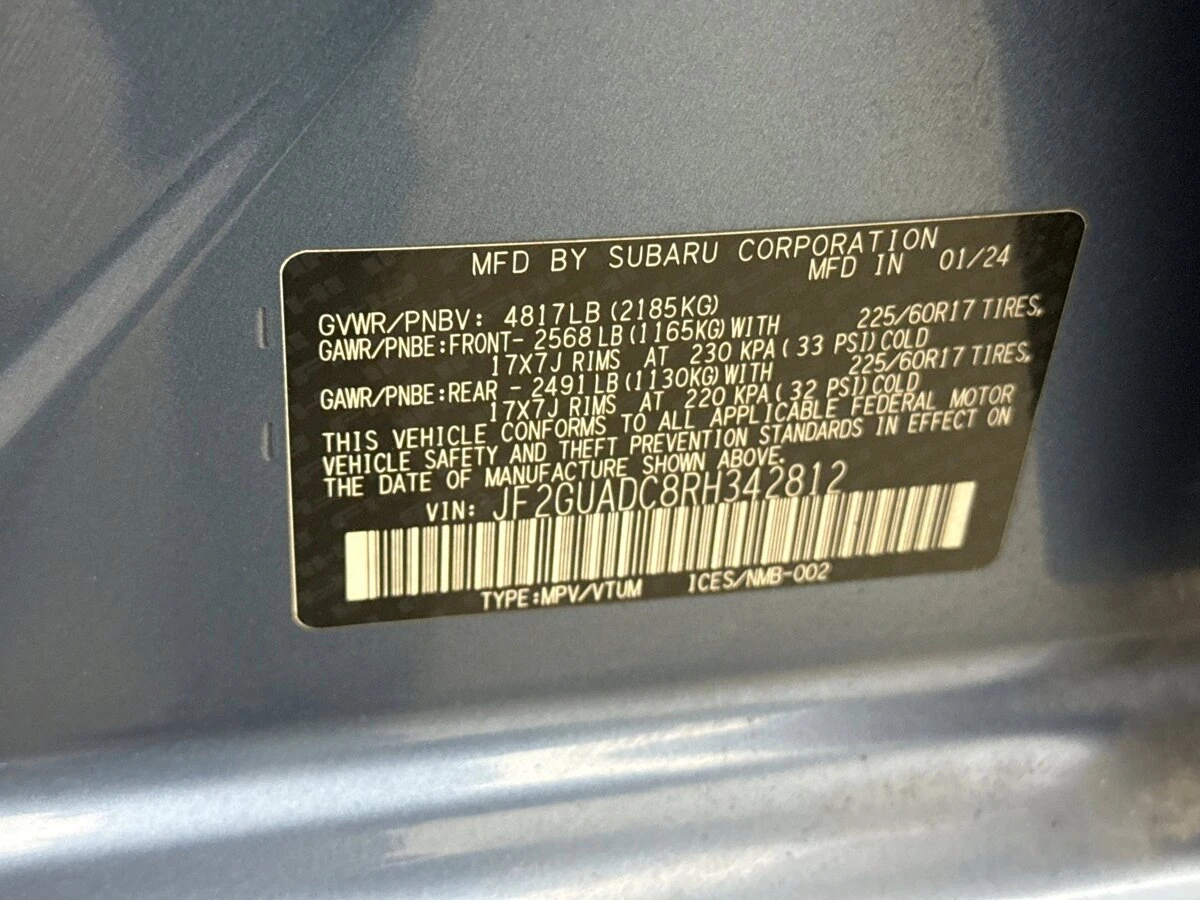 MFD BY SUBARU CORPORATION
MFD IN 01/24
GVWR/PNBV: 4817LB (2185KG)
GAWR/PNBE:FRONT- 2568 LB (1165KG) WITH 225/60R17 TIRES,
17X7J RIMS AT 230 KPA ( 33 PSI) COLD
GAWR/PNBE:REAR - 2491 LB (1130KG) WITH 225/60R17 TIRES,
17X7J RIMS AT 220 KPA ( 32 PSI) COLD
THIS VEHICLE CONFORMS TO ALL APPLICABLE FEDERAL MOTOR
VEHICLE SAFETY AND THEFT PREVENTION STANDARDS IN EFFECT ON
THE DATE OF MANUFACTURE SHOWN ABOVE.
VIN: JF2GUADC8RH342812
TYPE:MPV/VTUM ICES/NMB-002